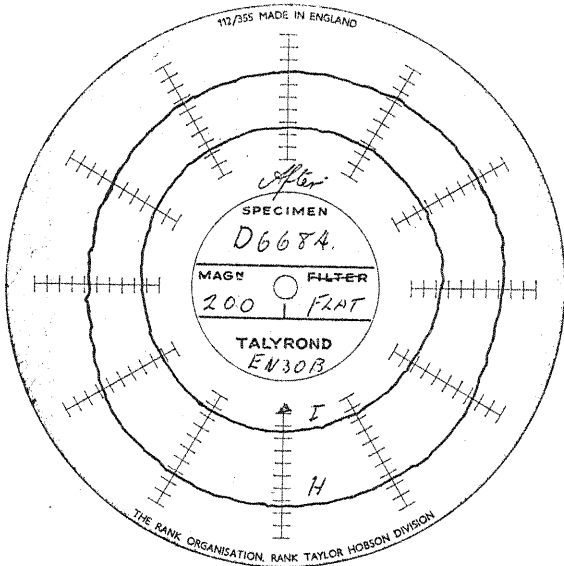 112/355 MADE IN ENGLAND
After
SPECIMEN
D6684.
MAGN FILTER
200 FLAT
TALYROND
EN30B
I
H
THE RANK ORGANISATION. RANK TAYLOR HOBSON DIVISION